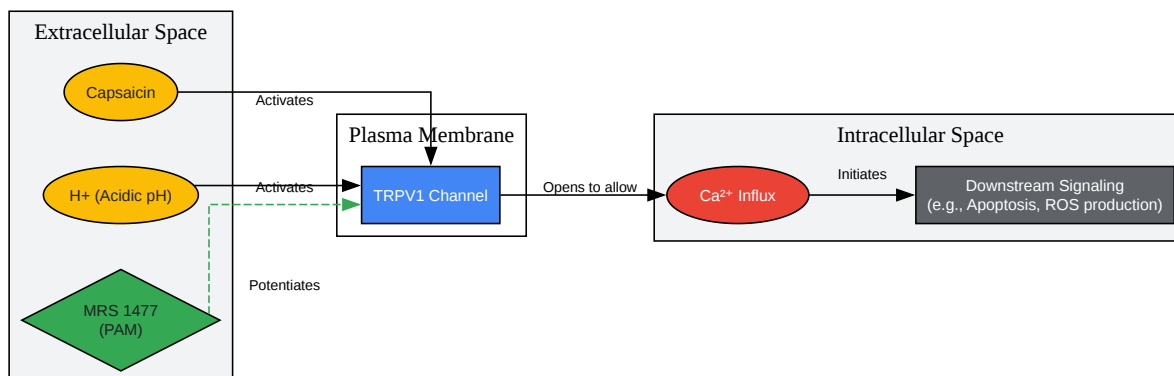 Extracellular Space
Capsaicin
Activates
H+ (Acidic pH)
Activates
MRS 1477
(PAM)
Potentiates
Plasma Membrane
TRPV1 Channel
Opens to allow
Intracellular Space
Ca²⁺ Influx
Initiates
Downstream Signaling
(e.g., Apoptosis, ROS production)